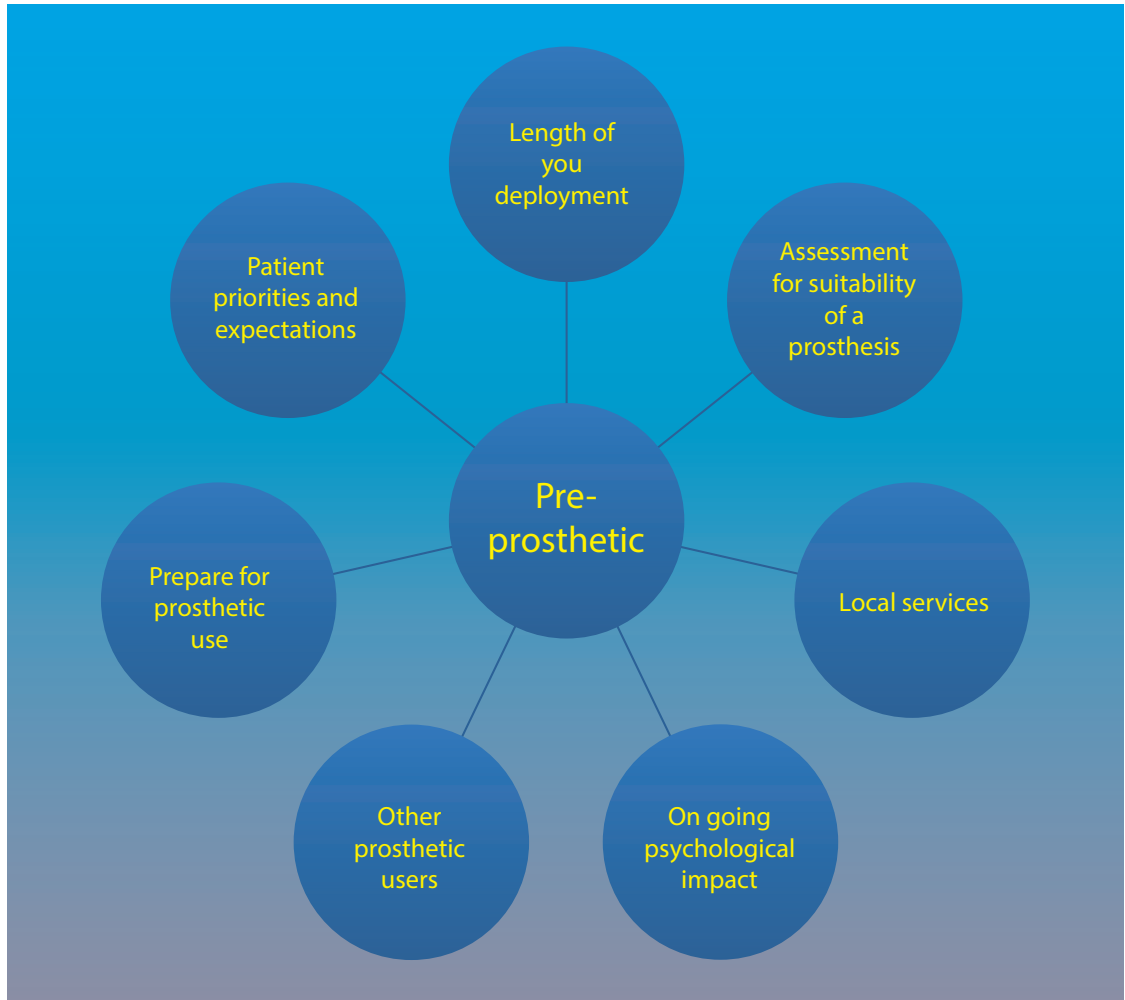 Length of
you
deployment
Assessment
for suitability
of a
prosthesis
Local services
On going
psychological
impact
Other
prosthetic
users
Prepare for
prosthetic
use
Patient
priorities and
expectations
Pre-
prosthetic